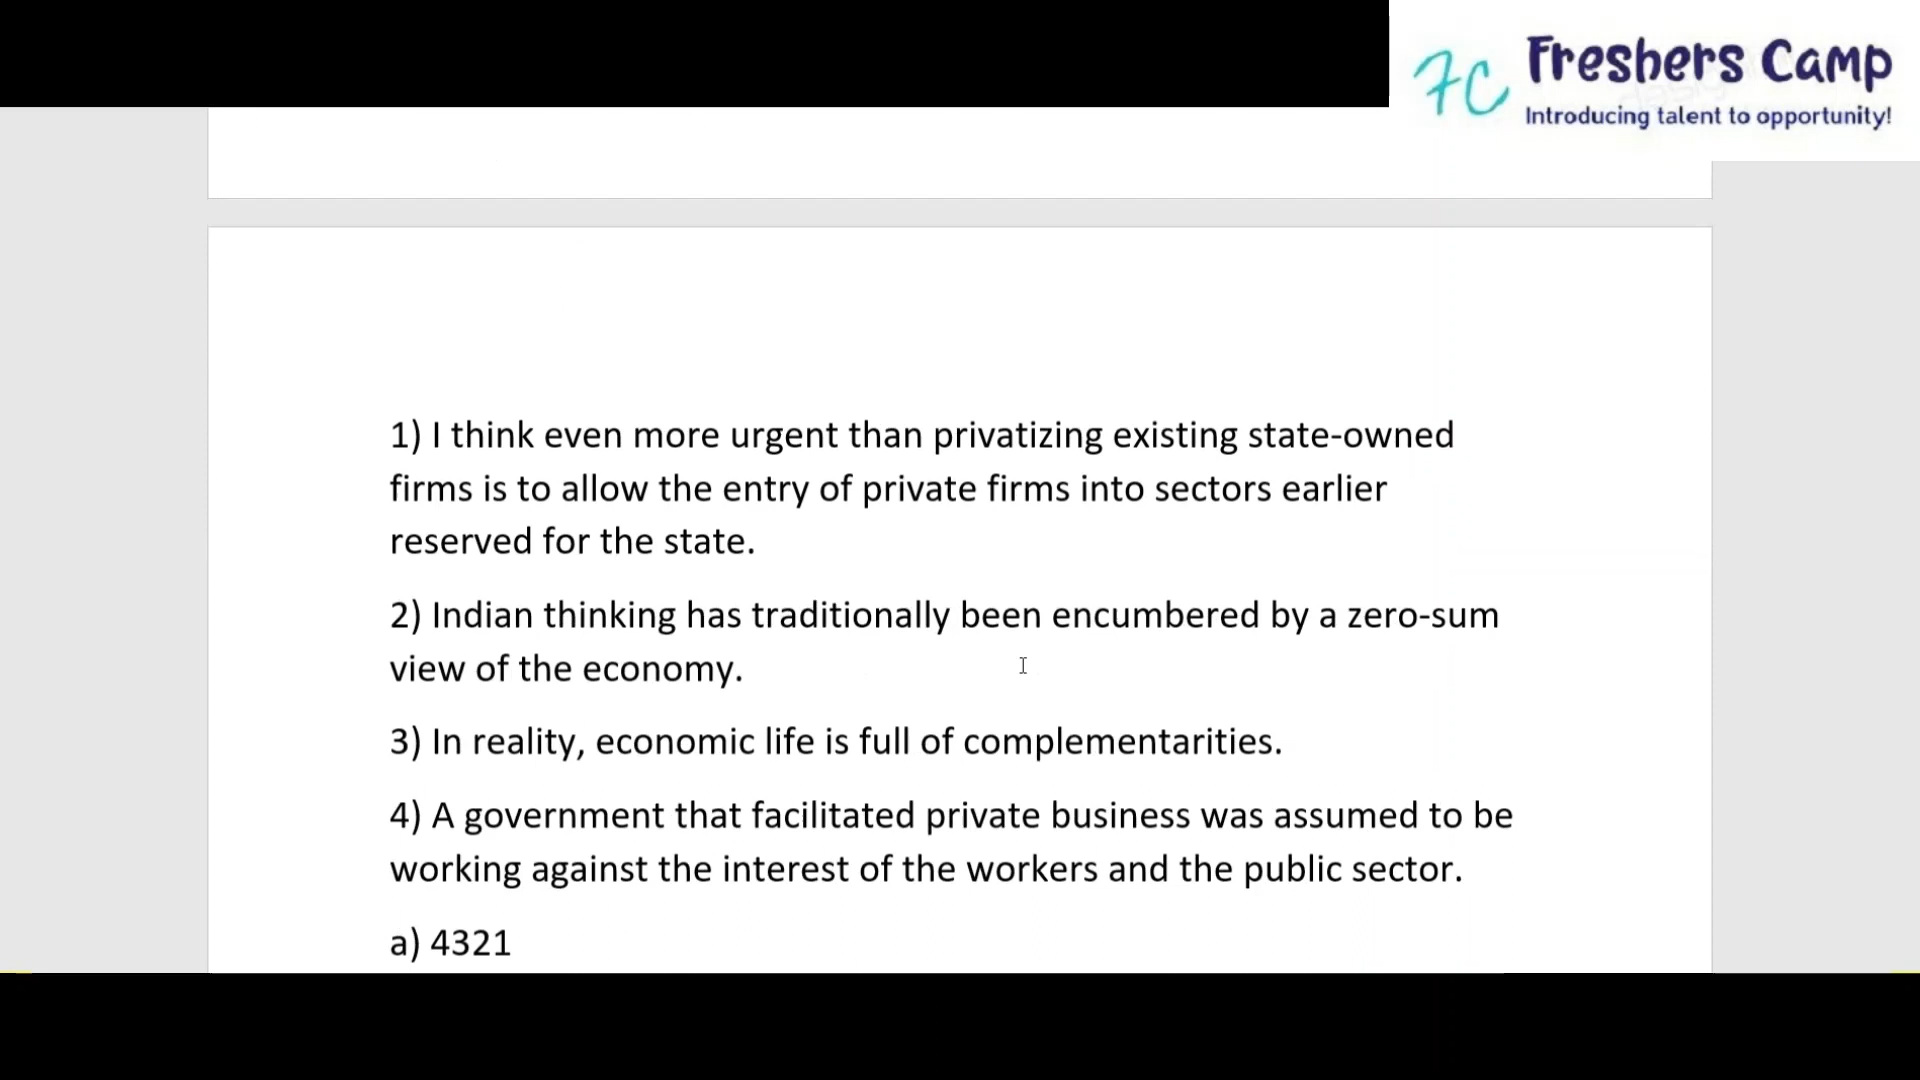 FC Freshers Camp
Introducing talent to opportunity!
1) I think even more urgent than privatizing existing state-owned
firms is to allow the entry of private firms into sectors earlier
reserved for the state.
2) Indian thinking has traditionally been encumbered by a zero-sum
view of the economy.
3) In reality, economic life is full of complementarities.
4) A government that facilitated private business was assumed to be
working against the interest of the workers and the public sector.
a) 4321